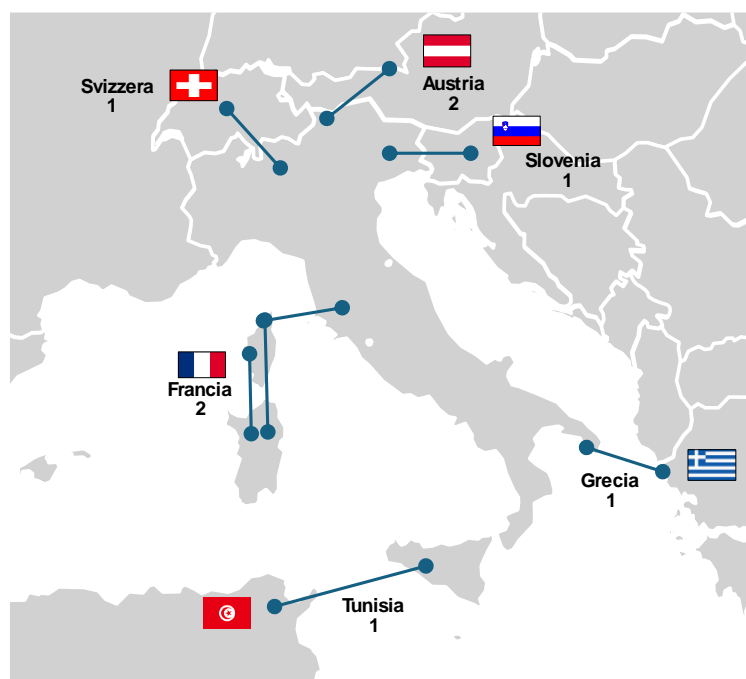 Svizzera
1
Austria
2
Slovenia
1
Francia
2
Grecia
1
Tunisia
1